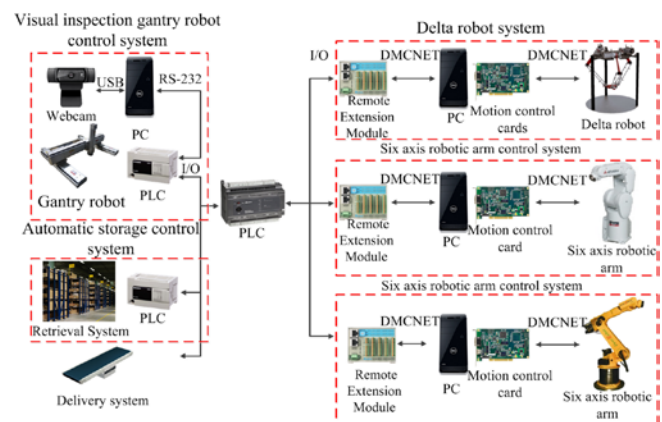 Visual inspection gantry robot
control system
USB
RS-232
Webcam
PC
I/O
Gantry robot
PLC
Automatic storage control
system
Retrieval System
PLC
Delivery system
PLC
Delta robot system
I/O
DMCNET
DMCNET
Remote
Extension
Module
PC
Motion control
cards
Delta robot
Six axis robotic arm control system
DMCNET
DMCNET
Remote
Extension
Module
PC
Motion control
card
Six axis robotic
arm
Six axis robotic arm control system
DMCNET
DMCNET
Remote
Extension
Module
PC
Motion control
card
Six axis robotic
arm